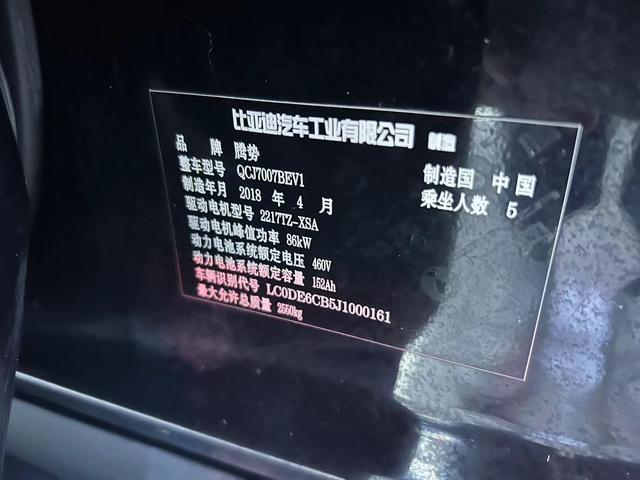 比亚迪汽车工业有限公司 制造
品 牌 腾势
制造国 中国
整车型号 QCJ7007BEV1
乘坐人数 5
制造年月 2018 年 4 月
驱动电机型号 2217TZ-XSA
驱动电机峰值功率 86kW
动力电池系统额定电压 460V
动力电池系统额定容量 152Ah
车辆识别代号 LC0DE6CB5J1000161
最大允许总质量 2550kg